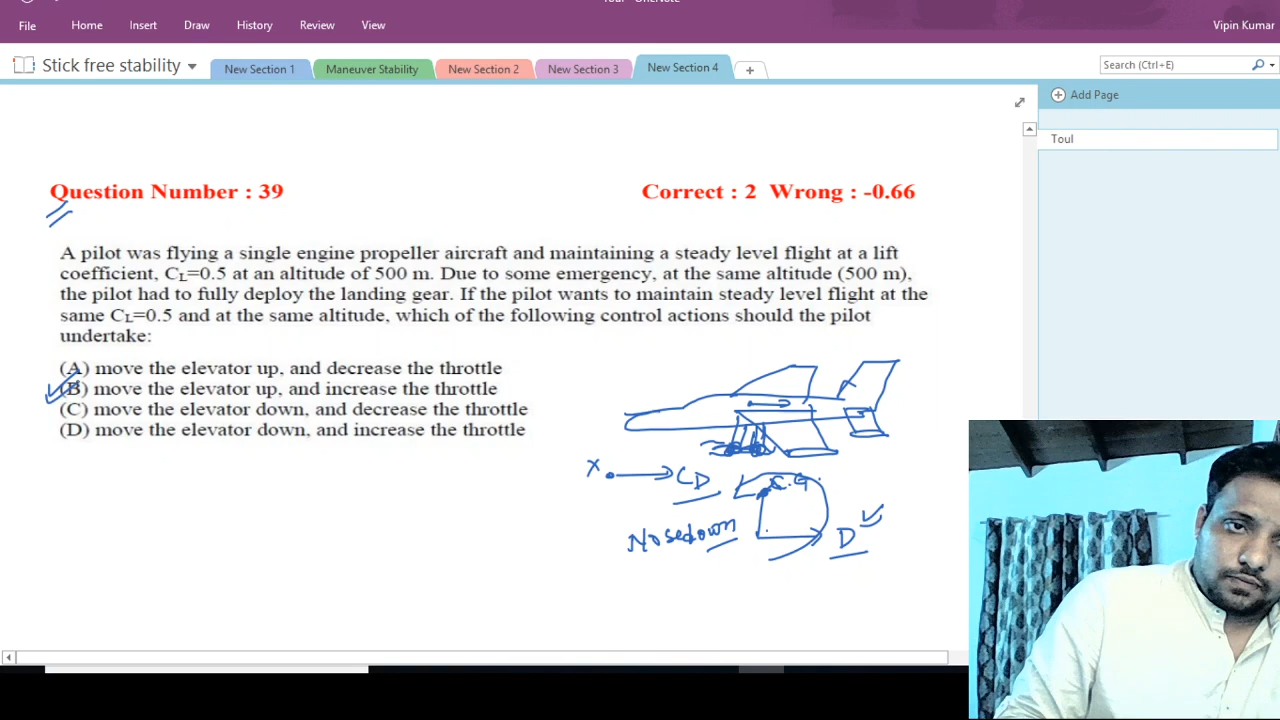 File Home Insert Draw History Review View Vipin Kumar
Stick free stability New Section 1 Maneuver Stability New Section 2 New Section 3 New Section 4 Search (Ctrl+E)
Add Page
Toul
Question Number : 39 Correct : 2 Wrong : -0.66
A pilot was flying a single engine propeller aircraft and maintaining a steady level flight at a lift
coefficient, CL=0.5 at an altitude of 500 m. Due to some emergency, at the same altitude (500 m),
the pilot had to fully deploy the landing gear. If the pilot wants to maintain steady level flight at the
same CL=0.5 and at the same altitude, which of the following control actions should the pilot
undertake:
(A) move the elevator up, and decrease the throttle
(B) move the elevator up, and increase the throttle
(C) move the elevator down, and decrease the throttle
(D) move the elevator down, and increase the throttle
x CD C.G.
Nosedown D